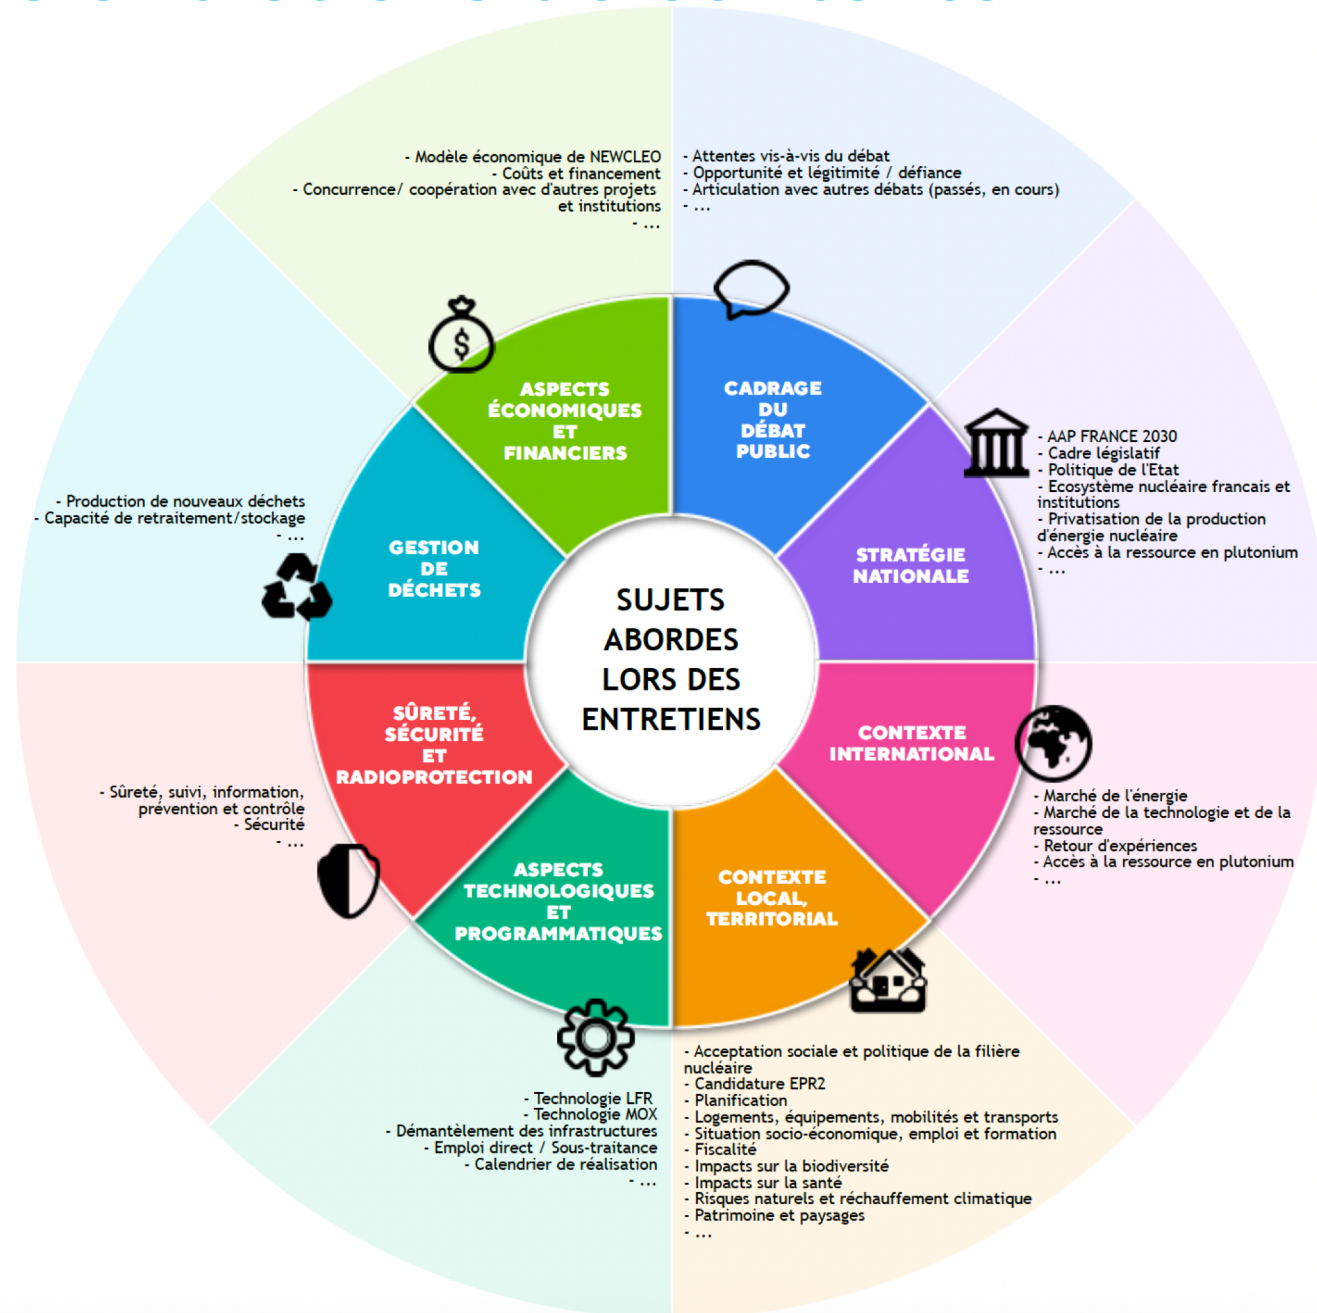 - Modèle économique de NEWCLEO
- Coûts et financement
- Concurrence/ coopération avec d'autres projets
et institutions
- ...
- Attentes vis-à-vis du débat
- Opportunité et légitimité / défiance
- Articulation avec autres débats (passés, en cours)
- ...
ASPECTS
ÉCONOMIQUES
ET
FINANCIERS
CADRAGE
DU
DÉBAT
PUBLIC
- AAP FRANCE 2030
- Cadre législatif
- Politique de l'Etat
- Ecosystème nucléaire francais et
institutions
- Privatisation de la production
d'énergie nucléaire
- Accès à la ressource en plutonium
- ...
- Production de nouveaux déchets
- Capacité de retraitement/stockage
- ...
GESTION
DE
DÉCHETS
STRATÉGIE
NATIONALE
SUJETS
ABORDES
LORS DES
ENTRETIENS
SÛRETÉ,
SÉCURITÉ
ET
RADIOPROTECTION
CONTEXTE
INTERNATIONAL
- Sûreté, suivi, information,
prévention et contrôle
- Sécurité
- ...
- Marché de l'énergie
- Marché de la technologie et de la
ressource
- Retour d'expériences
- Accès à la ressource en plutonium
- ...
ASPECTS
TECHNOLOGIQUES
ET
PROGRAMMATIQUES
CONTEXTE
LOCAL,
TERRITORIAL
- Technologie LFR
- Technologie MOX
- Démantèlement des infrastructures
- Emploi direct / Sous-traitance
- Calendrier de réalisation
- ...
- Acceptation sociale et politique de la filière
nucléaire
- Candidature EPR2
- Planification
- Logements, équipements, mobilités et transports
- Situation socio-économique, emploi et formation
- Fiscalité
- Impacts sur la biodiversité
- Impacts sur la santé
- Risques naturels et réchauffement climatique
- Patrimoine et paysages
- ...